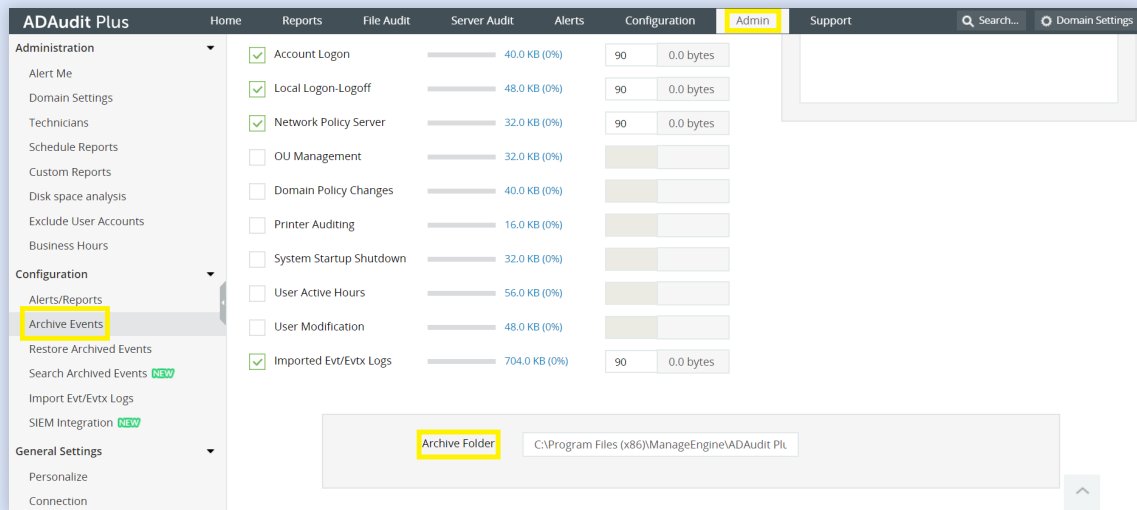 ADAudit Plus
Home Reports File Audit Server Audit Alerts Configuration Admin Support Search... Domain Settings
Administration
Alert Me
Domain Settings
Technicians
Schedule Reports
Custom Reports
Disk space analysis
Exclude User Accounts
Business Hours
Configuration
Alerts/Reports
Archive Events
Restore Archived Events
Search Archived Events NEW
Import Evt/Evtx Logs
SIEM Integration NEW
General Settings
Personalize
Connection
Account Logon 40.0 KB (0%) 90 0.0 bytes
Local Logon-Logoff 48.0 KB (0%) 90 0.0 bytes
Network Policy Server 32.0 KB (0%) 90 0.0 bytes
OU Management 32.0 KB (0%)
Domain Policy Changes 40.0 KB (0%)
Printer Auditing 16.0 KB (0%)
System Startup Shutdown 32.0 KB (0%)
User Active Hours 56.0 KB (0%)
User Modification 48.0 KB (0%)
Imported Evt/Evtx Logs 704.0 KB (0%) 90 0.0 bytes
Archive Folder C:\Program Files (x86)\ManageEngine\ADAudit Plu